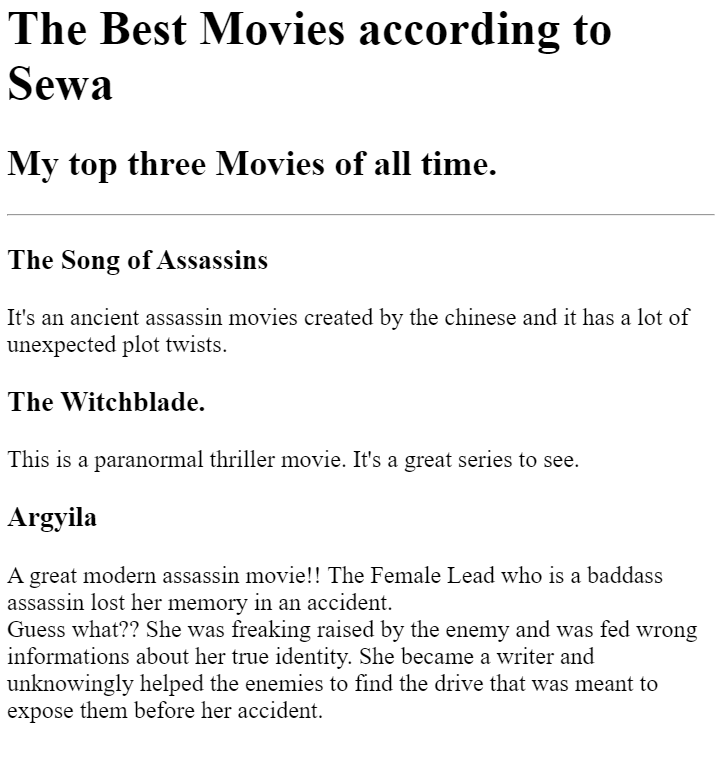 The Best Movies according to
Sewa
My top three Movies of all time.
The Song of Assassins
It's an ancient assassin movies created by the chinese and it has a lot of
unexpected plot twists.
The Witchblade.
This is a paranormal thriller movie. It's a great series to see.
Argyila
A great modern assassin movie!! The Female Lead who is a baddass
assassin lost her memory in an accident.
Guess what?? She was freaking raised by the enemy and was fed wrong
informations about her true identity. She became a writer and
unknowingly helped the enemies to find the drive that was meant to
expose them before her accident.